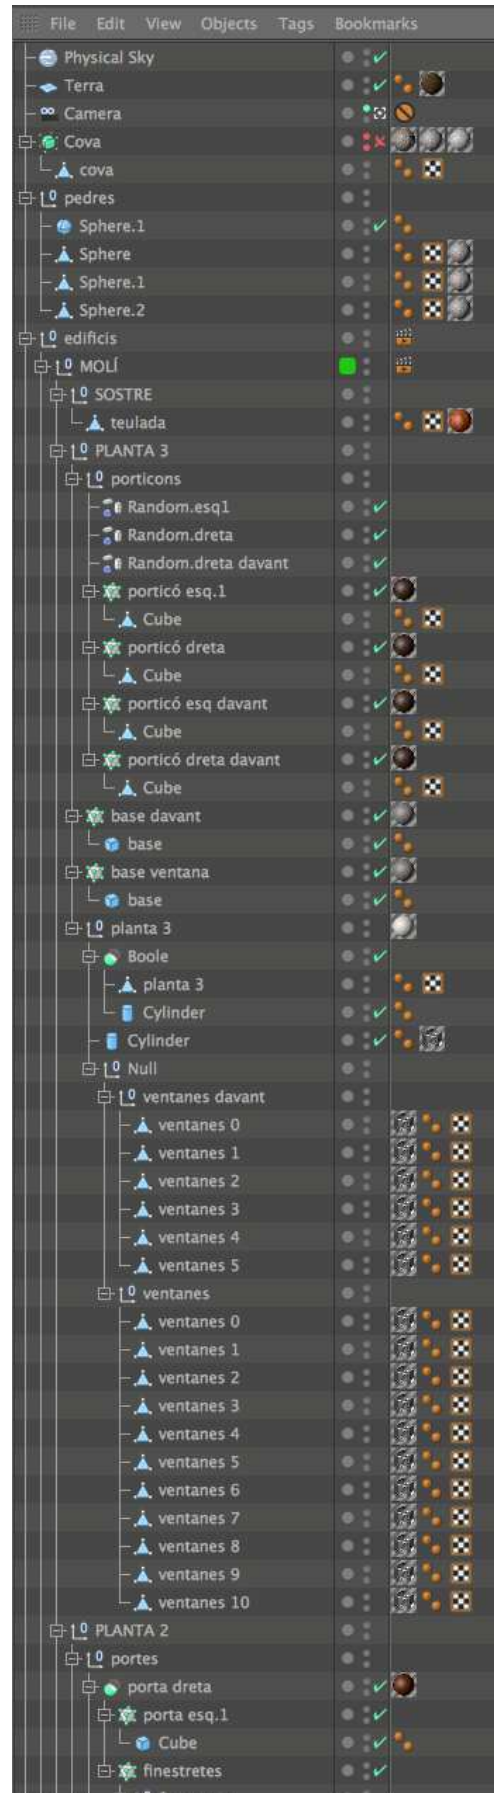 File Edit View Objects Tags Bookmarks
Physical Sky
Terra
Camera
Cova
cova
pedres
Sphere.1
Sphere
Sphere.1
Sphere.2
edificis
MOLÍ
SOSTRE
teulada
PLANTA 3
porticons
Random.esq1
Random.dreta
Random.dreta davant
porticó esq.1
Cube
porticó dreta
Cube
porticó esq davant
Cube
porticó dreta davant
Cube
base davant
base
base ventana
base
planta 3
Boole
planta 3
Cylinder
Cylinder
Null
ventanes davant
ventanes 0
ventanes 1
ventanes 2
ventanes 3
ventanes 4
ventanes 5
ventanes
ventanes 0
ventanes 1
ventanes 2
ventanes 3
ventanes 4
ventanes 5
ventanes 6
ventanes 7
ventanes 8
ventanes 9
ventanes 10
PLANTA 2
portes
porta dreta
porta esq.1
Cube
finestretes